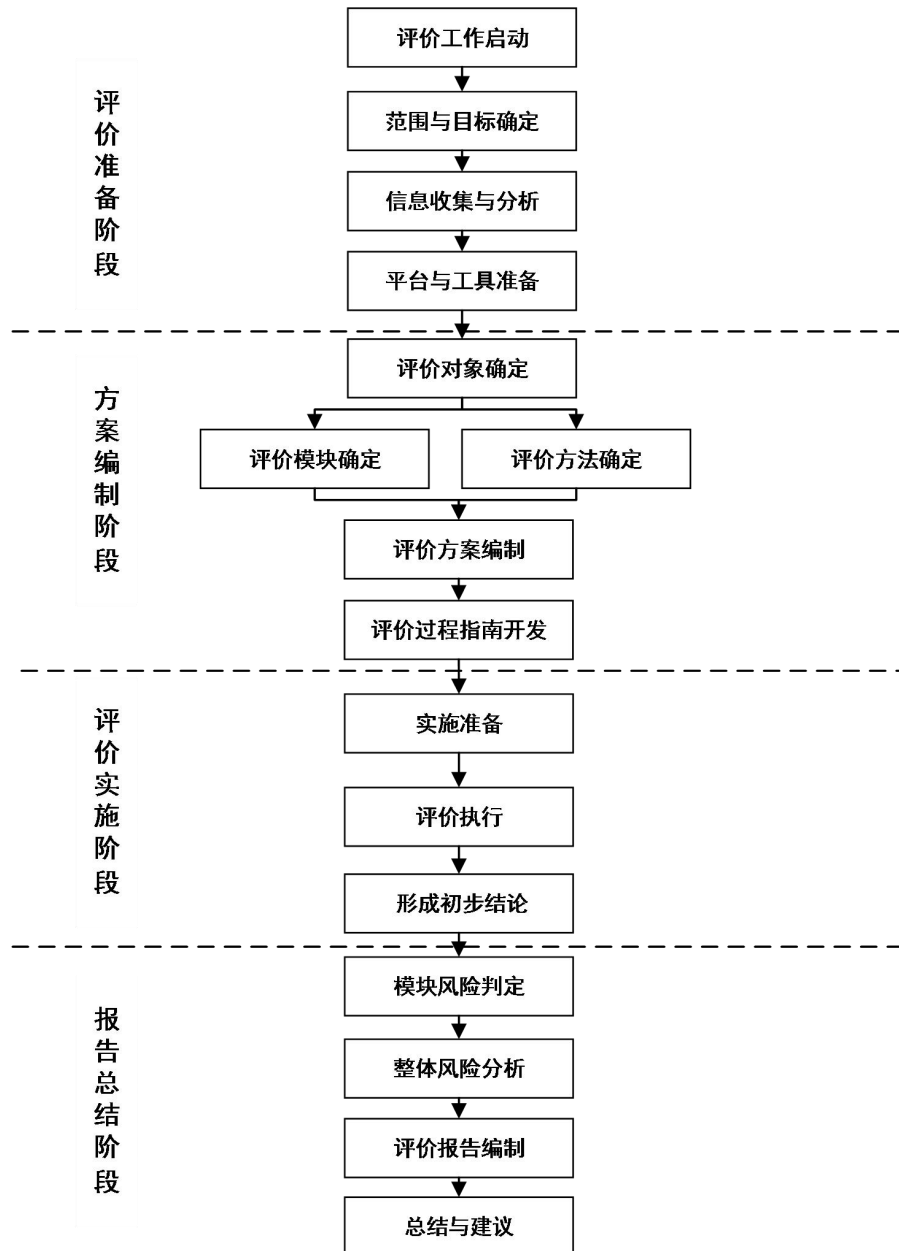 评价准备阶段
评价工作启动
范围与目标确定
信息收集与分析
平台与工具准备
方案编制阶段
评价对象确定
评价模块确定
评价方法确定
评价方案编制
评价过程指南开发
评价实施阶段
实施准备
评价执行
形成初步结论
报告总结阶段
模块风险判定
整体风险分析
评价报告编制
总结与建议